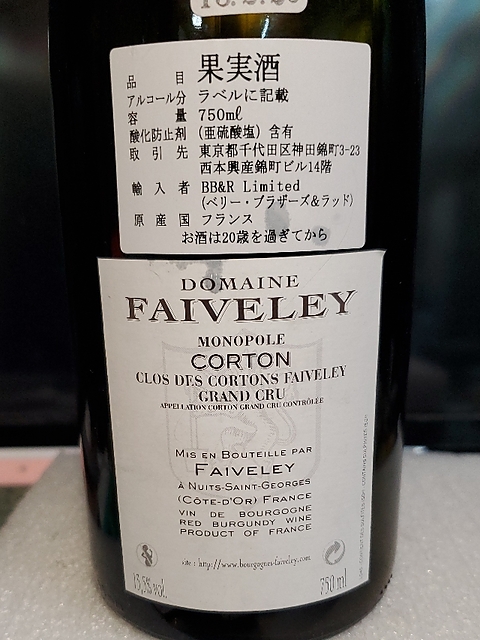 品 目 果実酒
アルコール分 ラベルに記載
容 量 750ml
酸化防止剤 (亜硫酸塩)含有
取 引 先 東京都千代田区神田錦町3-23
西本興産錦町ビル14階
輸 入 者 BB&R Limited
(ベリー・ブラザーズ&ラッド)
原 産 国 フランス
お酒は20歳を過ぎてから
DOMAINE
FAIVELEY
MONOPOLE
CORTON
CLOS DES CORTONS FAIVELEY
GRAND CRU
APPELLATION CORTON GRAND CRU CONTRÔLÉE
MIS EN BOUTEILLE PAR
FAIVELEY
À NUITS-SAINT-GEORGES
(CÔTE-D'OR) FRANCE
VIN DE BOURGOGNE
RED BURGUNDY WINE
PRODUCT OF FRANCE
site : http://www.bourgognes-faiveley.com
13,5% vol. 750 ml